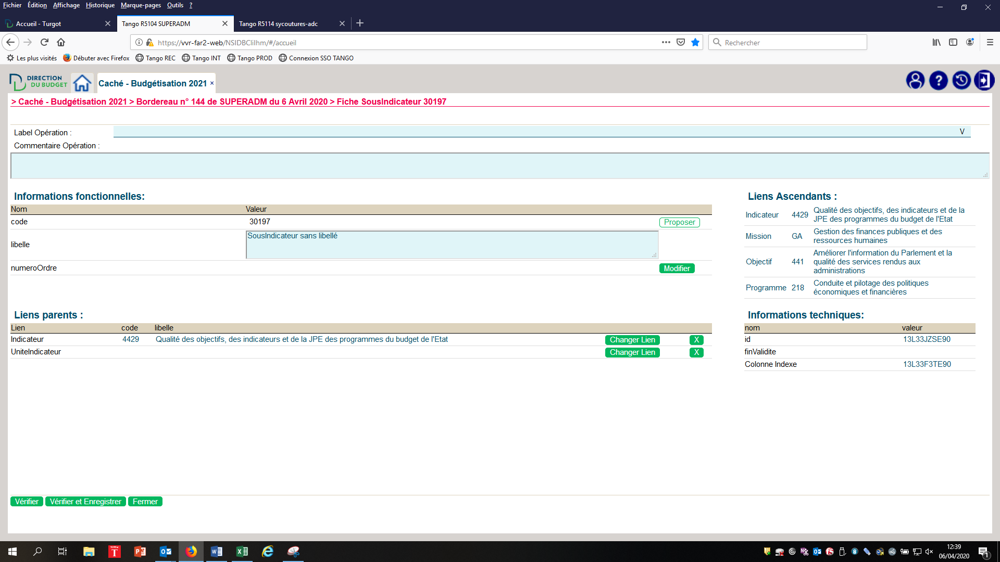 Fichier Édition Affichage Historique Marque-pages Outils ?
Accueil - Turgot
Tango R5104 SUPERADM
Tango R5114 sycoutures-adc
https://vvr-far2-web/NSIDBCliIhm/#/accueil
Rechercher
Les plus visités Débuter avec Firefox Tango REC Tango INT Tango PROD Connexion SSO TANGO
DIRECTION
DU BUDGET
Caché - Budgétisation 2021 ×
> Caché - Budgétisation 2021 > Bordereau n° 144 de SUPERADM du 6 Avril 2020 > Fiche SousIndicateur 30197
Label Opération : V
Commentaire Opération :
Informations fonctionnelles:
Nom Valeur
code 30197 Proposer
libelle SousIndicateur sans libellé
numeroOrdre Modifier
Liens Ascendants :
Indicateur 4429 Qualité des objectifs, des indicateurs et de la
JPE des programmes du budget de l'Etat
Mission GA Gestion des finances publiques et des
ressources humaines
Objectif 441 Améliorer l'information du Parlement et la
qualité des services rendus aux
administrations
Programme 218 Conduite et pilotage des politiques
économiques et financières
Liens parents :
Lien code libelle
Indicateur 4429 Qualité des objectifs, des indicateurs et de la JPE des programmes du budget de l'Etat Changer Lien X
UniteIndicateur Changer Lien X
Informations techniques:
nom valeur
id 13L33JZSE90
finValidite
Colonne Indexe 13L33F3TE90
Vérifier Vérifier et Enregistrer Fermer
12:39
06/04/2020
1